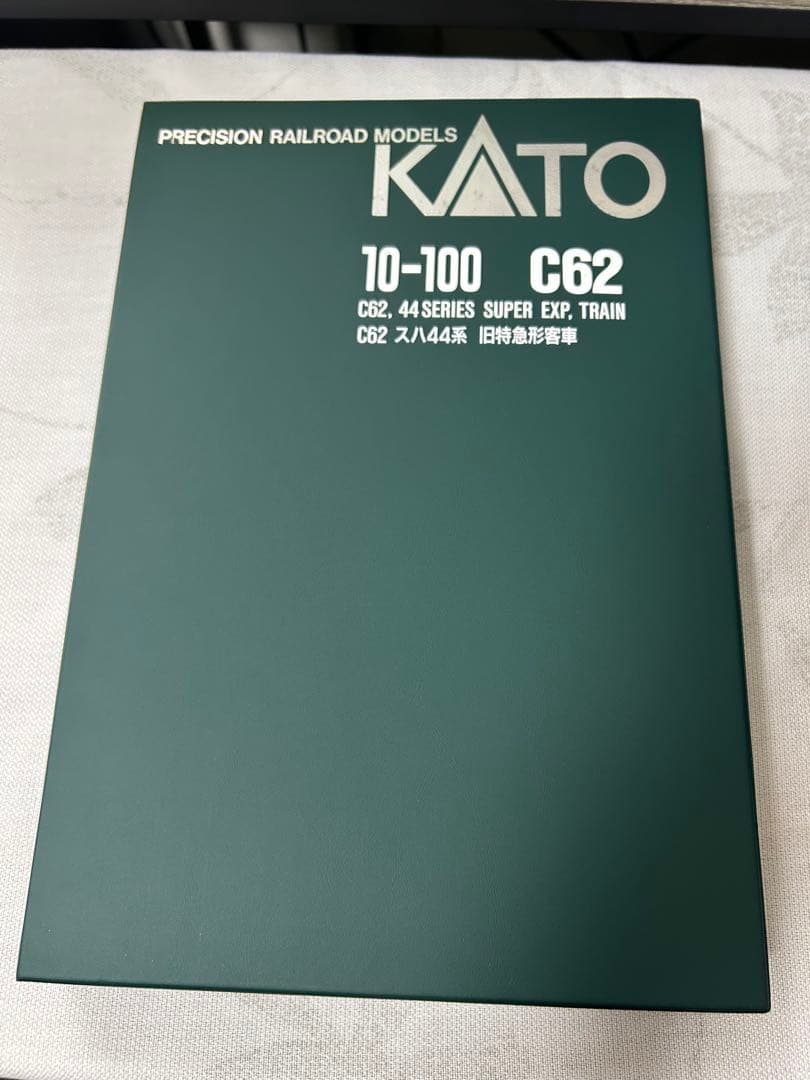 PRECISION RAILROAD MODELS
KATO
10-100 C62
C62, 44 SERIES SUPER EXP, TRAIN
C62 スハ44系 旧特急形客車